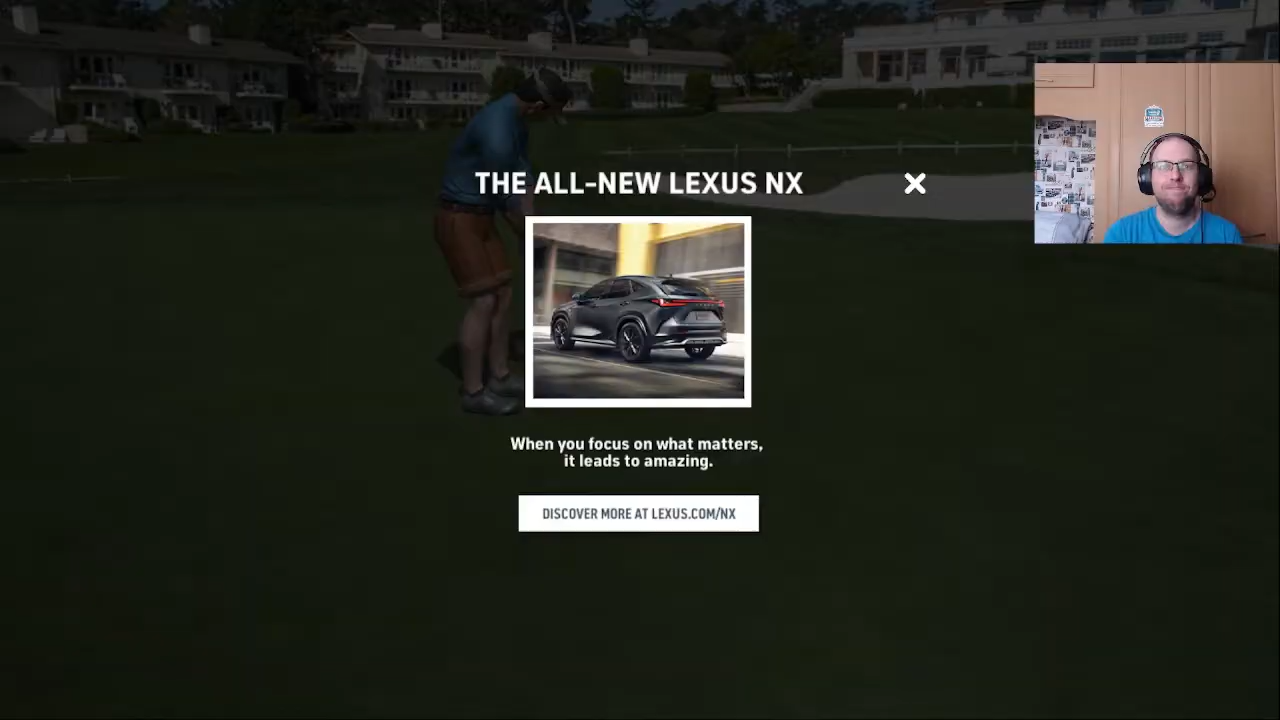 THE ALL-NEW LEXUS NX
When you focus on what matters,
it leads to amazing.
DISCOVER MORE AT LEXUS.COM/NX